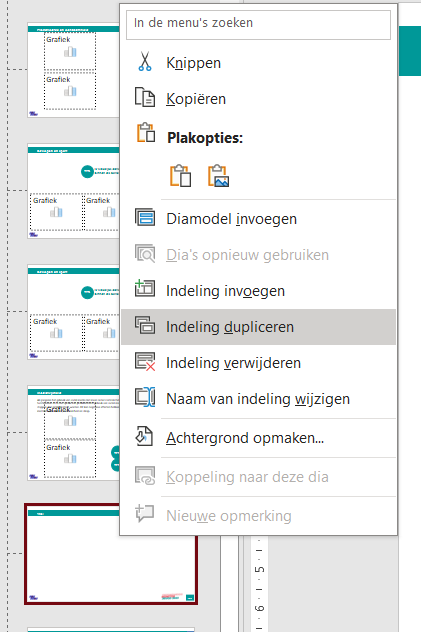 In de menu's zoeken
Knippen
Kopiëren
Plakopties:
Diamodel invoegen
Dia's opnieuw gebruiken
Indeling invoegen
Indeling dupliceren
Indeling verwijderen
Naam van indeling wijzigen
Achtergrond opmaken...
Koppeling naar deze dia
Nieuwe opmerking
Grafiek
Grafiek
Grafiek
Grafiek
Grafiek
Grafiek
Grafiek
Grafiek
5
6